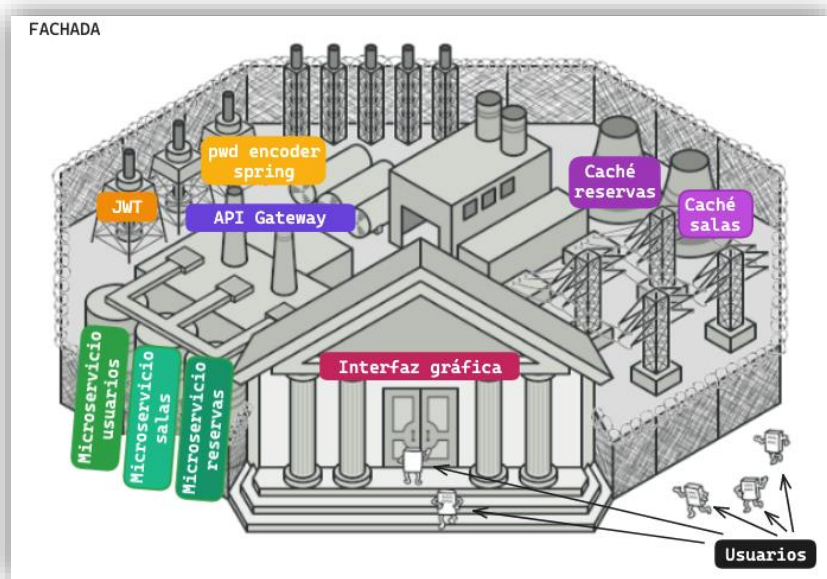 FACHADA
pwd encoder
spring
JWT
API Gateway
Caché
reservas
Caché
salas
Interfaz gráfica
Microservicio
usuarios
Microservicio
salas
Microservicio
reservas
Usuarios